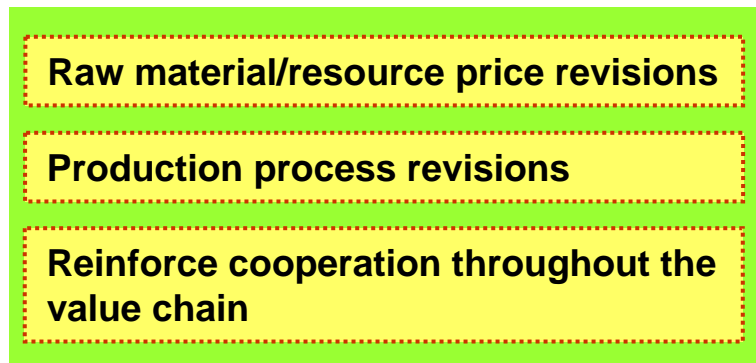 Raw material/resource price revisions
Production process revisions
Reinforce cooperation throughout the
value chain